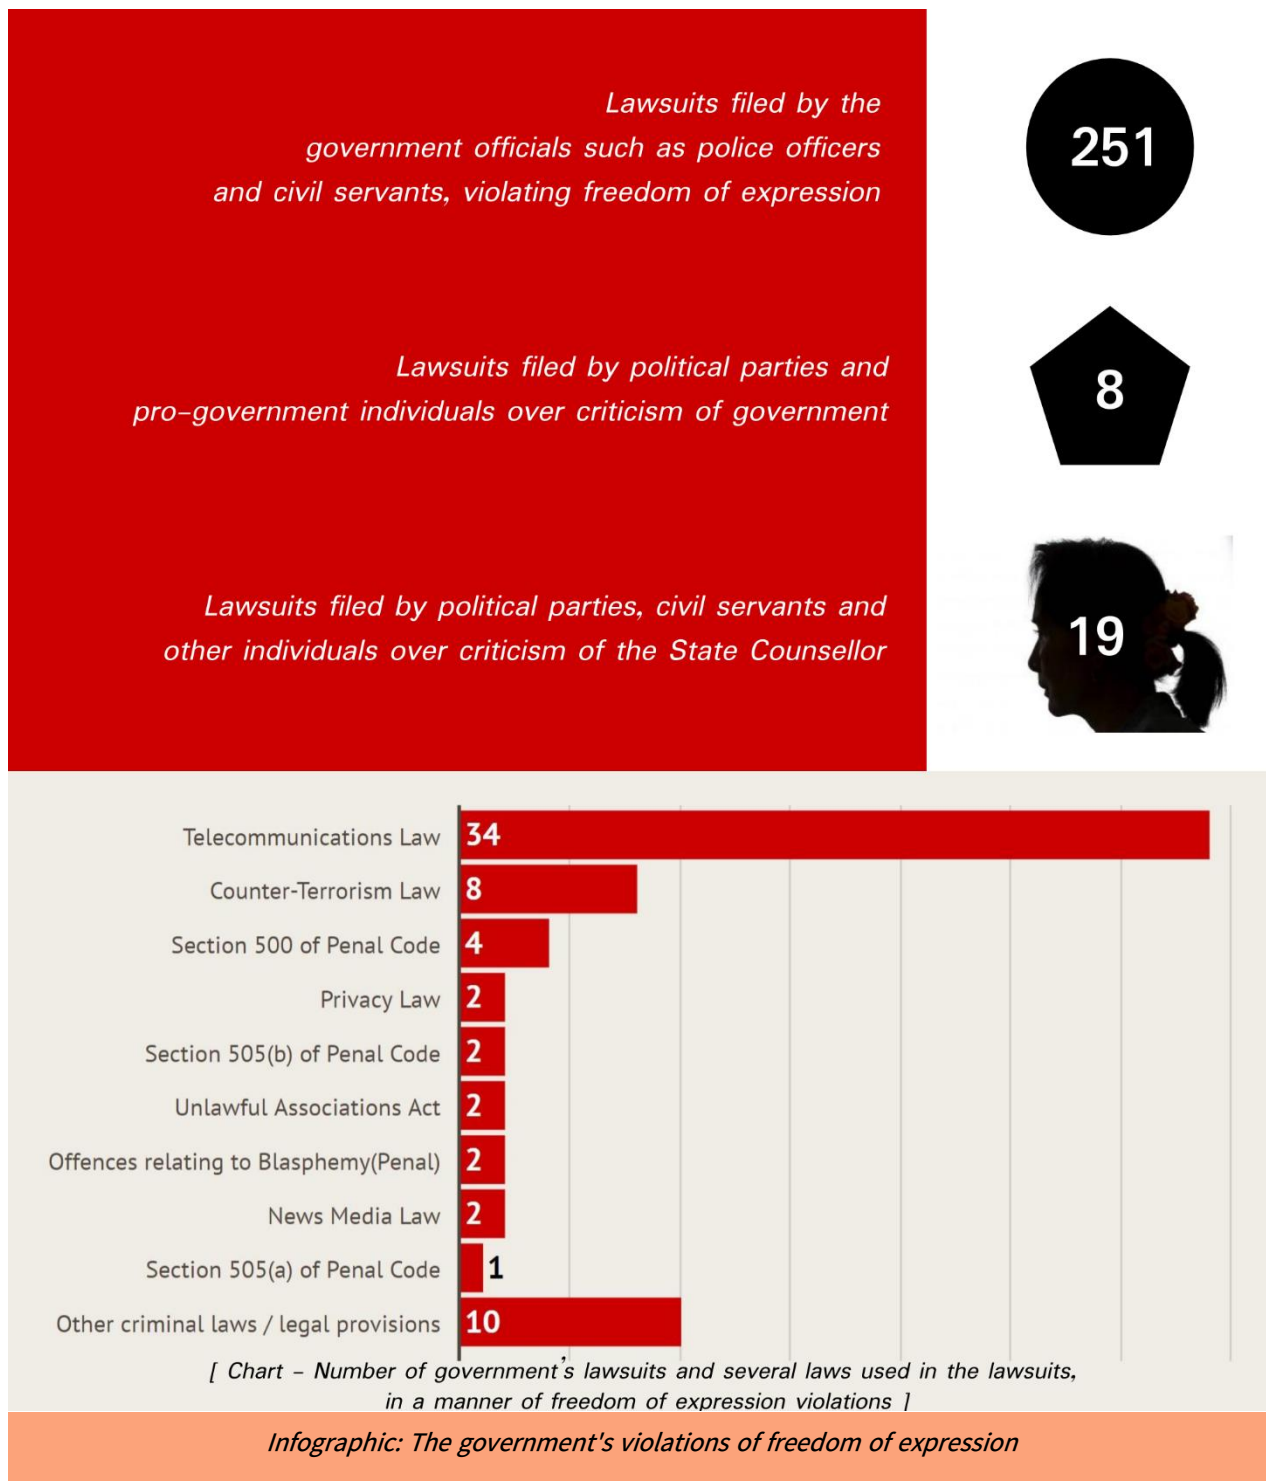 Lawsuits filed by the
government officials such as police officers
and civil servants, violating freedom of expression
251
Lawsuits filed by political parties and
pro-government individuals over criticism of government
8
Lawsuits filed by political parties, civil servants and
other individuals over criticism of the State Counsellor
19
Telecommunications Law 34
Counter-Terrorism Law 8
Section 500 of Penal Code 4
Privacy Law 2
Section 505(b) of Penal Code 2
Unlawful Associations Act 2
Offences relating to Blasphemy(Penal) 2
News Media Law 2
Section 505(a) of Penal Code 1
Other criminal laws / legal provisions 10
[ Chart - Number of government's lawsuits and several laws used in the lawsuits,
in a manner of freedom of expression violations ]
Infographic: The government's violations of freedom of expression